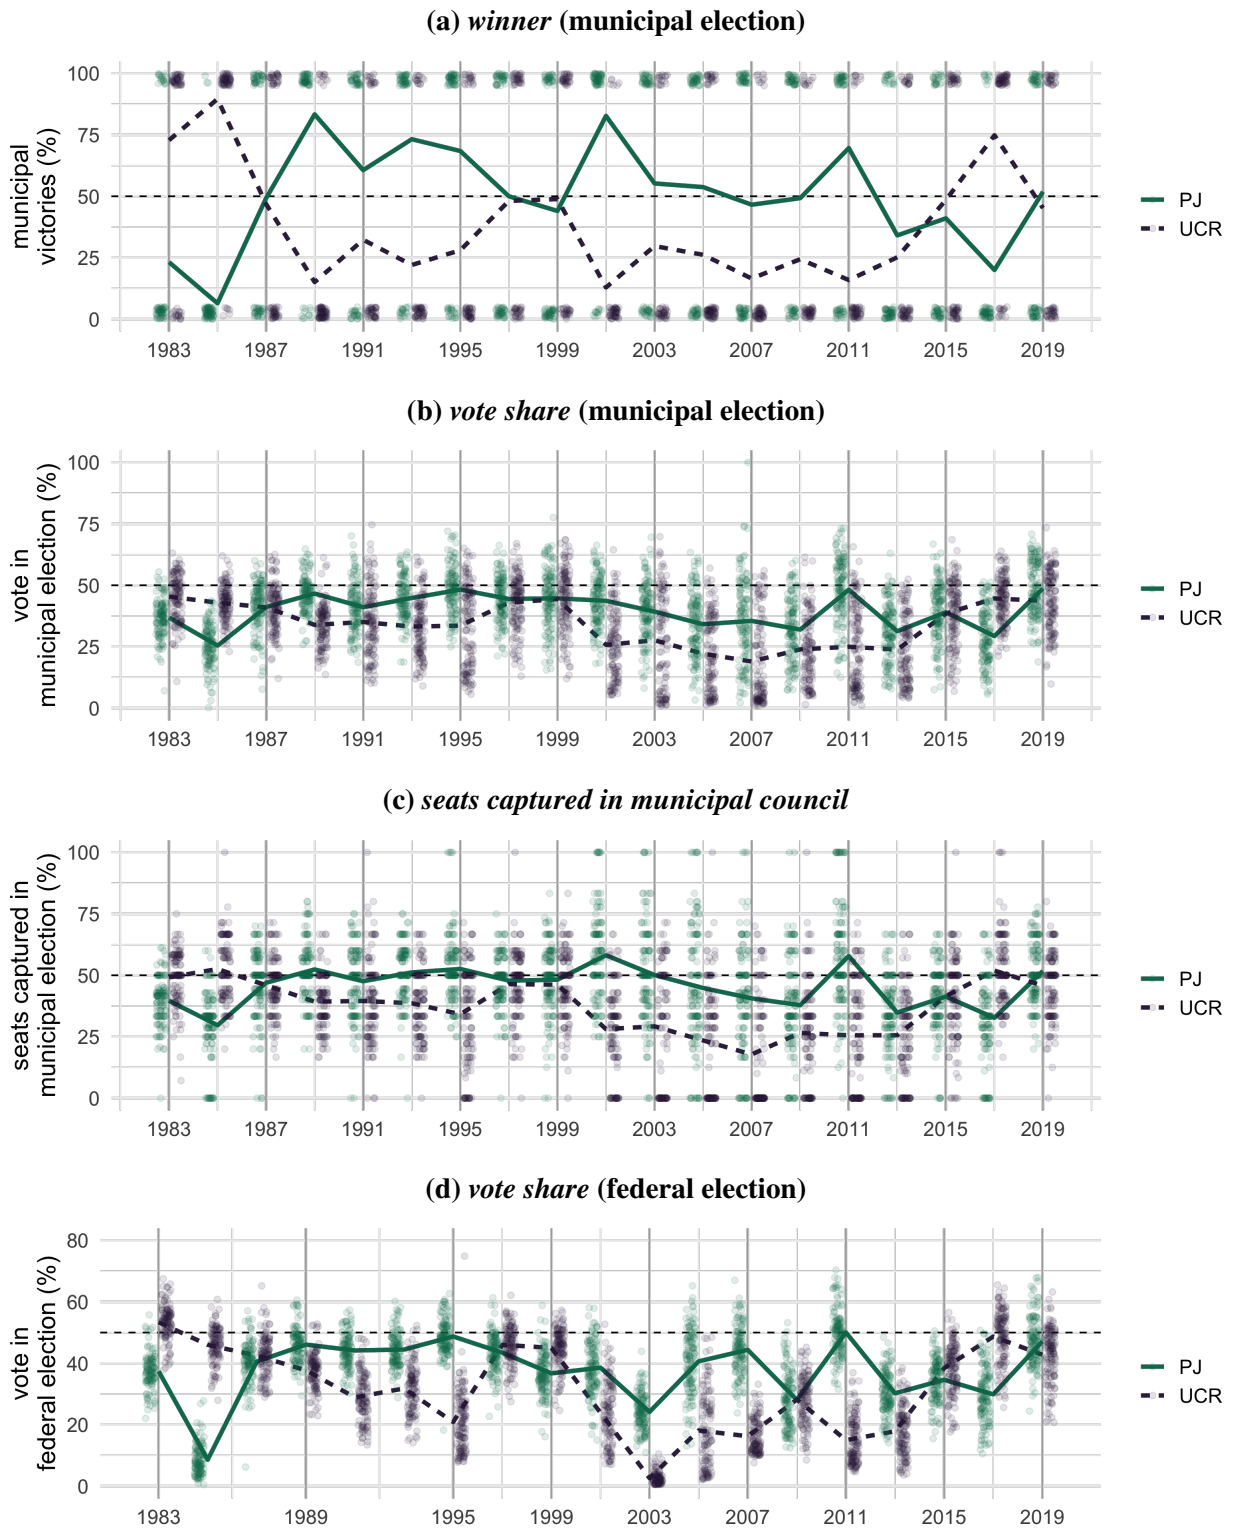 (a) winner (municipal election)
municipal
victories (%)
100
75
50
25
0
1983 1987 1991 1995 1999 2003 2007 2011 2015 2019
PJ
UCR
(b) vote share (municipal election)
vote in
municipal election (%)
100
75
50
25
0
1983 1987 1991 1995 1999 2003 2007 2011 2015 2019
PJ
UCR
(c) seats captured in municipal council
seats captured in
municipal election (%)
100
75
50
25
0
1983 1987 1991 1995 1999 2003 2007 2011 2015 2019
PJ
UCR
(d) vote share (federal election)
vote in
federal election (%)
80
60
40
20
0
1983 1989 1995 1999 2003 2007 2011 2015 2019
PJ
UCR